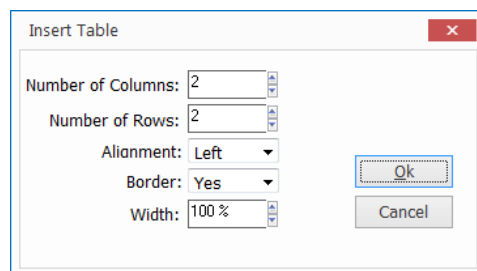 Insert Table
Number of Columns: 2
Number of Rows: 2
Alignment: Left
Border: Yes
Width: 100 %
Ok
Cancel